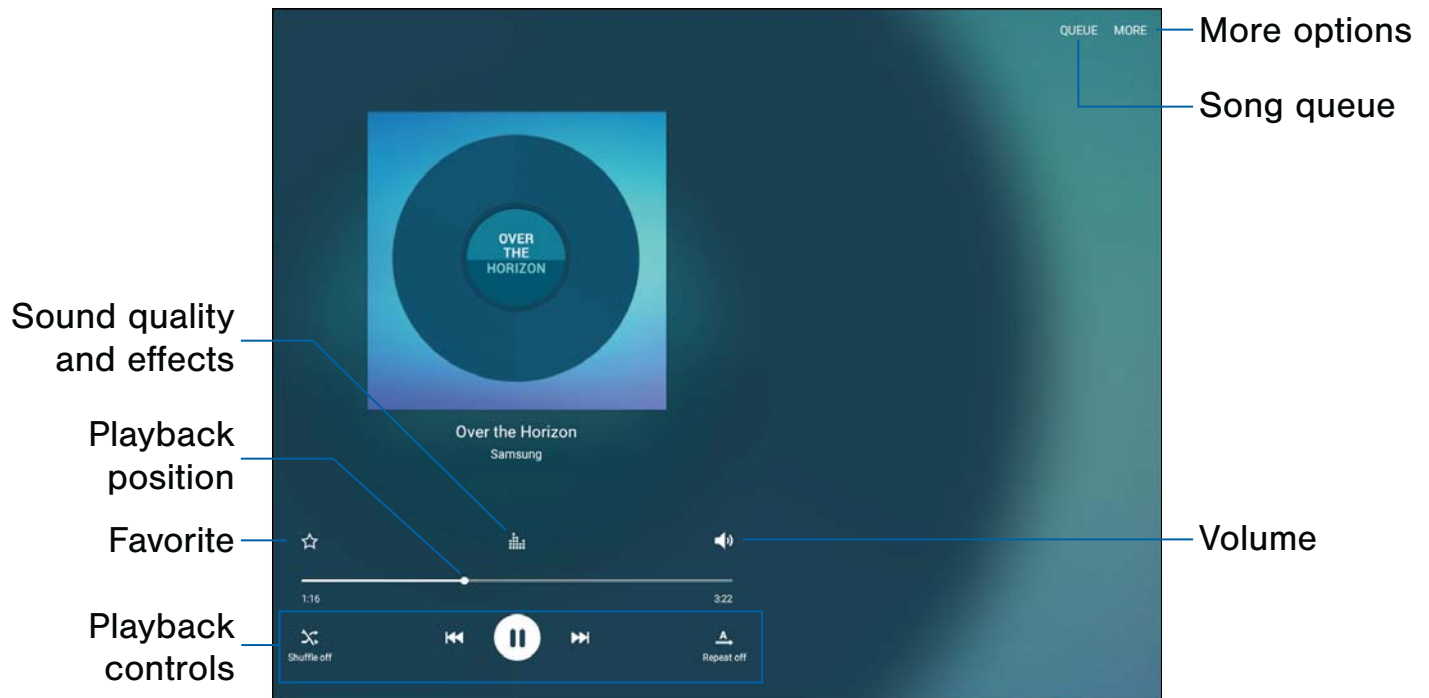 QUEUE MORE
More options
Song queue
OVER
THE
HORIZON
Sound quality
and effects
Over the Horizon
Samsung
Playback
position
Favorite
Volume
1:16
3:22
Playback
controls
Shuffle off
A
Repeat off